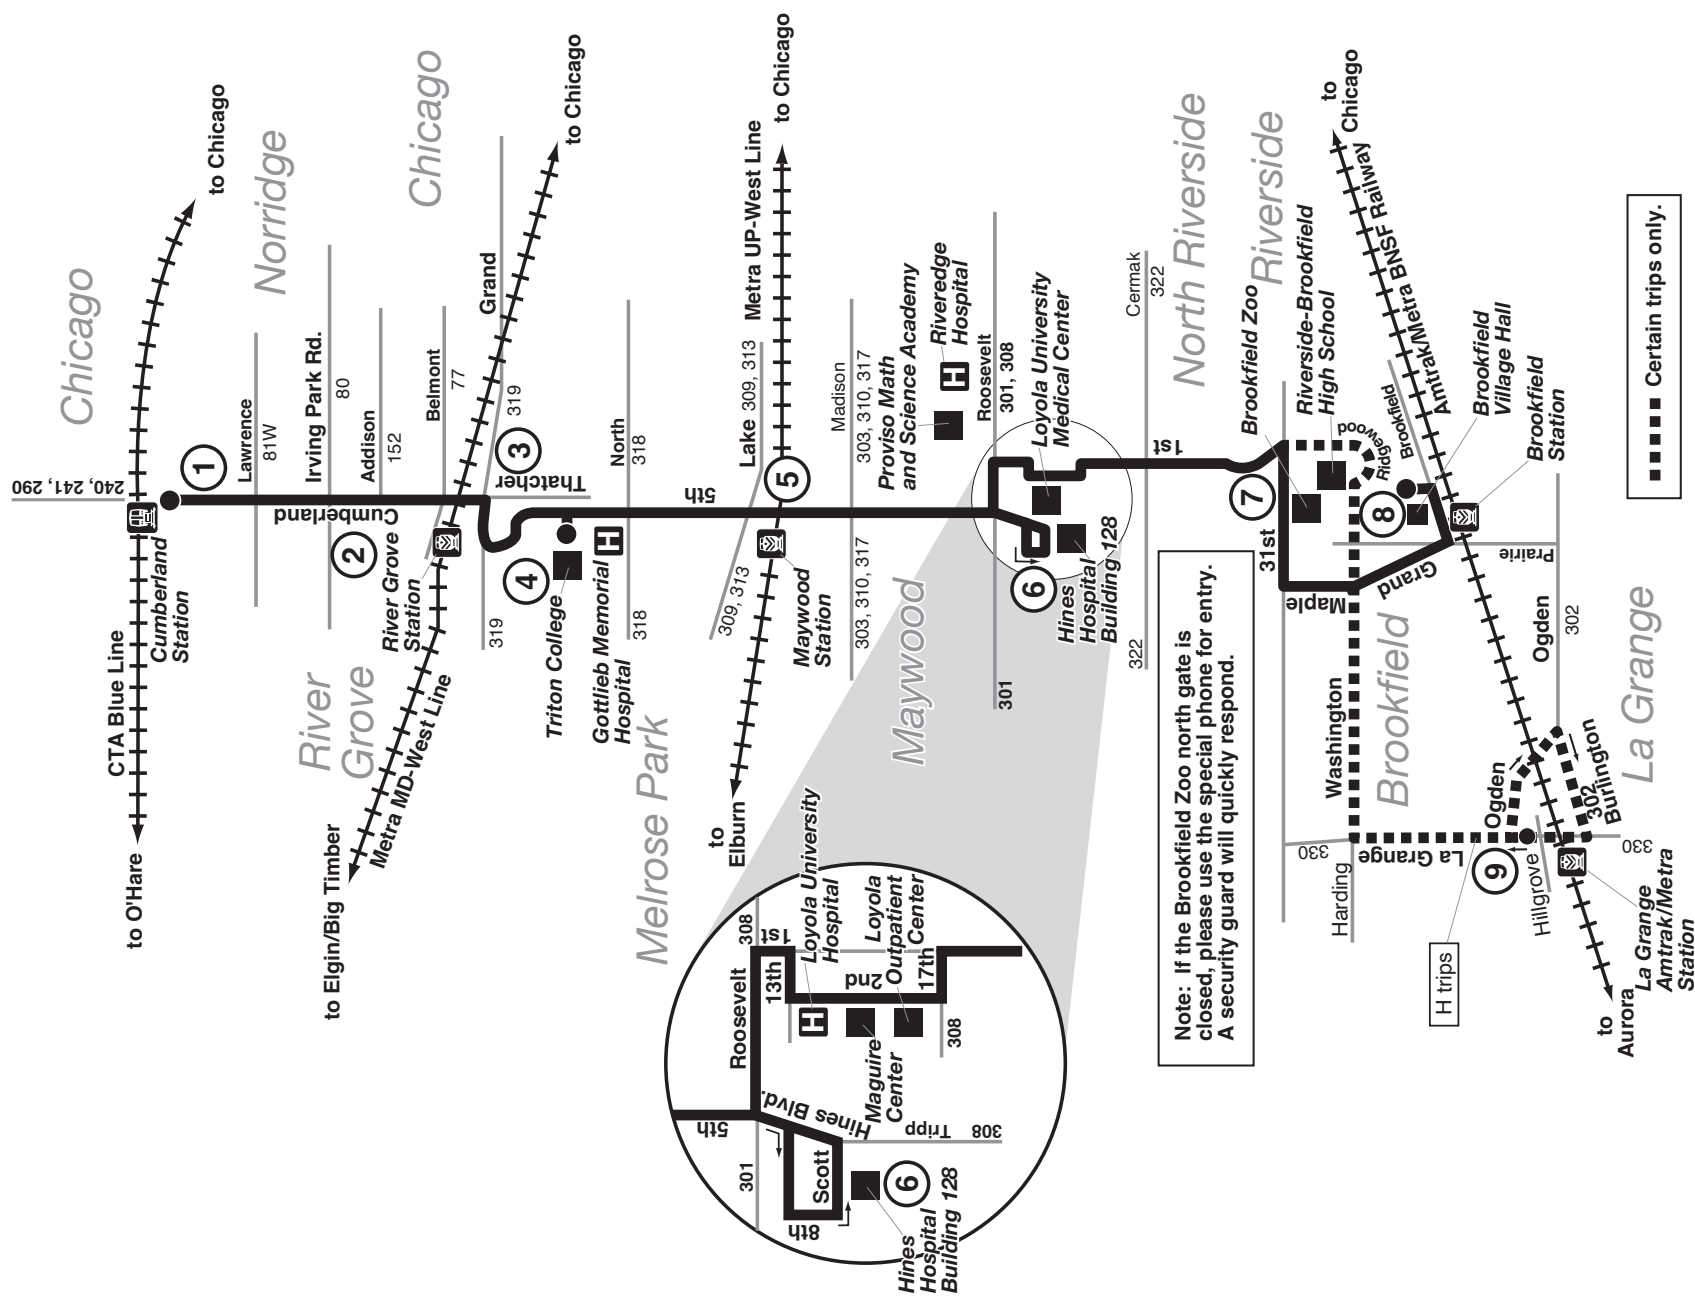 Chicago
to Chicago
240, 241, 290
CTA Blue Line
to O'Hare
Cumberland
Station
1
Lawrence
81W
Norridge
Irving Park Rd.
80
Addison
152
Cumberland
2
Belmont
77
Chicago
Grand
319
to Chicago
River Grove
Station
River
Grove
Metra MD-West Line
to Elgin/Big Timber
3
Thatcher
319
4
Triton College
Gottlieb Memorial
Hospital
North
318
318
Melrose Park
5th
Lake 309, 313
309, 313
Metra UP-West Line
to Chicago
5
Maywood
Station
to
Elburn
Madison
303, 310, 317
303, 310, 317
Proviso Math
and Science Academy
Riveredge
Hospital
Maywood
Roosevelt
301, 308
301
Loyola University
Medical Center
6
Hines
Hospital
Building 128
1st
Cermak
322
322
North Riverside
Riverside
Brookfield Zoo
Riverside-Brookfield
High School
7
31st
Maple
Ridgewood
Brookfield
8
Grand
Prairie
Amtrak/Metra BNSF Railway
to
Chicago
Brookfield
Village Hall
Brookfield
Station
Washington
Brookfield
Ogden
302
La Grange
330
Harding
La Grange
Ogden
302
Burlington
9
Hillgrove
330
H trips
La Grange
Amtrak/Metra
Station
to
Aurora
5th
Roosevelt
308
1st
13th
Loyola University
Hospital
2nd
Loyola
Outpatient
Center
17th
308
Maguire
Center
Hines Blvd.
301
Scott
8th
Tripp
308
6
Hines
Hospital
Building 128
Note: If the Brookfield Zoo north gate is
closed, please use the special phone for entry.
A security guard will quickly respond.
Certain trips only.